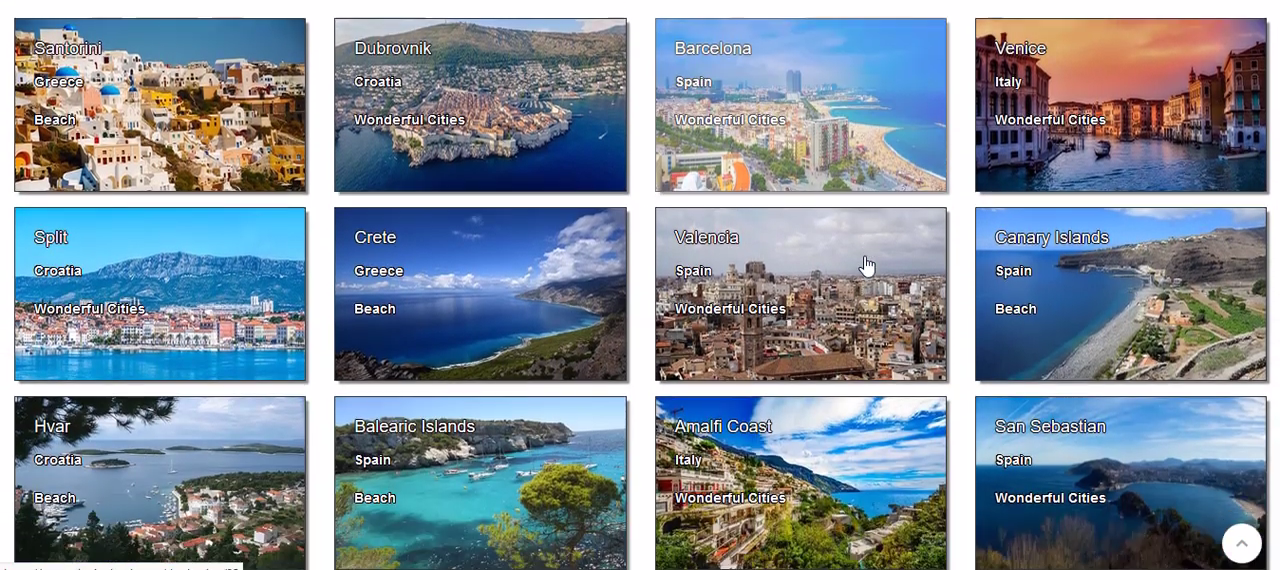 Santorini
Greece
Beach
Dubrovnik
Croatia
Wonderful Cities
Barcelona
Spain
Wonderful Cities
Venice
Italy
Wonderful Cities
Split
Croatia
Wonderful Cities
Crete
Greece
Beach
Valencia
Spain
Wonderful Cities
Canary Islands
Spain
Beach
Hvar
Croatia
Beach
Balearic Islands
Spain
Beach
Amalfi Coast
Italy
Wonderful Cities
San Sebastian
Spain
Wonderful Cities